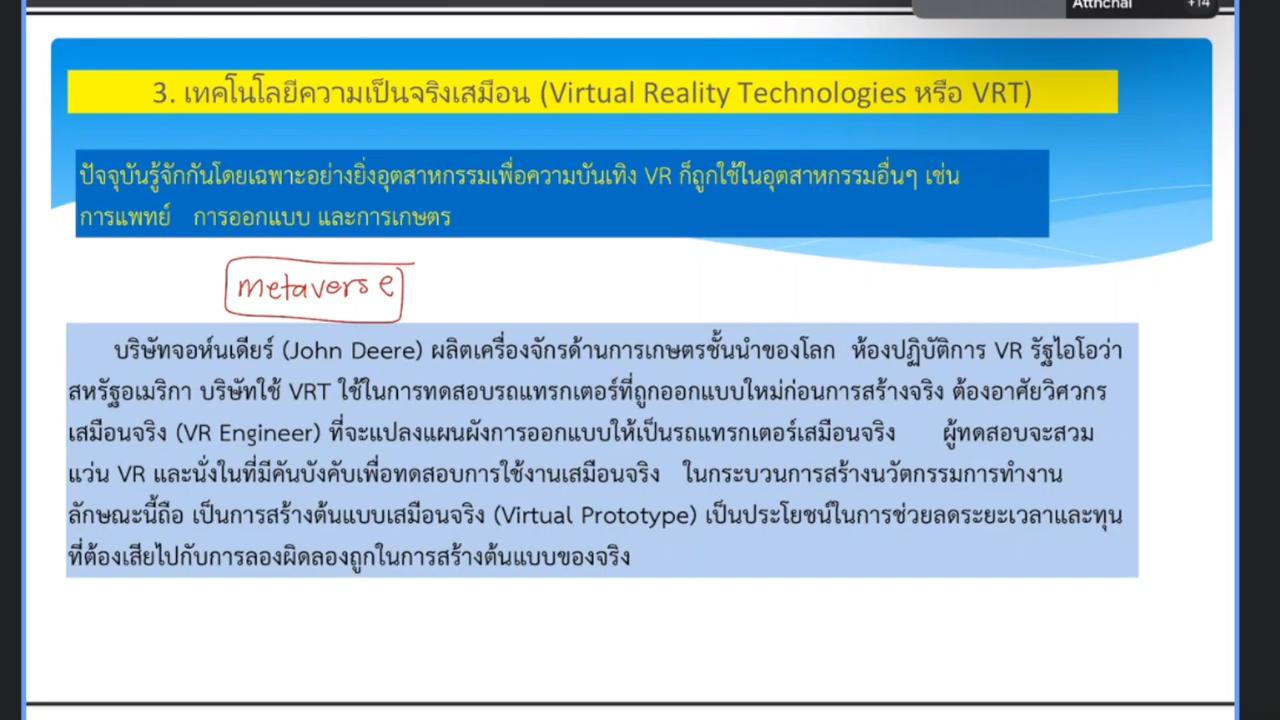 Atthchai
+14
3. เทคโนโลยีความเป็นจริงเสมือน (Virtual Reality Technologies หรือ VRT)
ปัจจุบันรู้จักกันโดยเฉพาะอย่างยิ่งอุตสาหกรรมเพื่อความบันเทิง VR ก็ถูกใช้ในอุตสาหกรรมอื่นๆ เช่น
การแพทย์ การออกแบบ และการเกษตร
metaverse
บริษัทจอห์นเดียร์ (John Deere) ผลิตเครื่องจักรด้านการเกษตรชั้นนำของโลก ห้องปฏิบัติการ VR รัฐไอโอว่า
สหรัฐอเมริกา บริษัทใช้ VRT ใช้ในการทดสอบรถแทรกเตอร์ที่ถูกออกแบบใหม่ก่อนการสร้างจริง ต้องอาศัยวิศวกร
เสมือนจริง (VR Engineer) ที่จะแปลงแผนผังการออกแบบให้เป็นรถแทรกเตอร์เสมือนจริง ผู้ทดสอบจะสวม
แว่น VR และนั่งในที่มีคันบังคับเพื่อทดสอบการใช้งานเสมือนจริง ในกระบวนการสร้างนวัตกรรมการทำงาน
ลักษณะนี้ถือ เป็นการสร้างต้นแบบเสมือนจริง (Virtual Prototype) เป็นประโยชน์ในการช่วยลดระยะเวลาและทุน
ที่ต้องเสียไปกับการลองผิดลองถูกในการสร้างต้นแบบของจริง